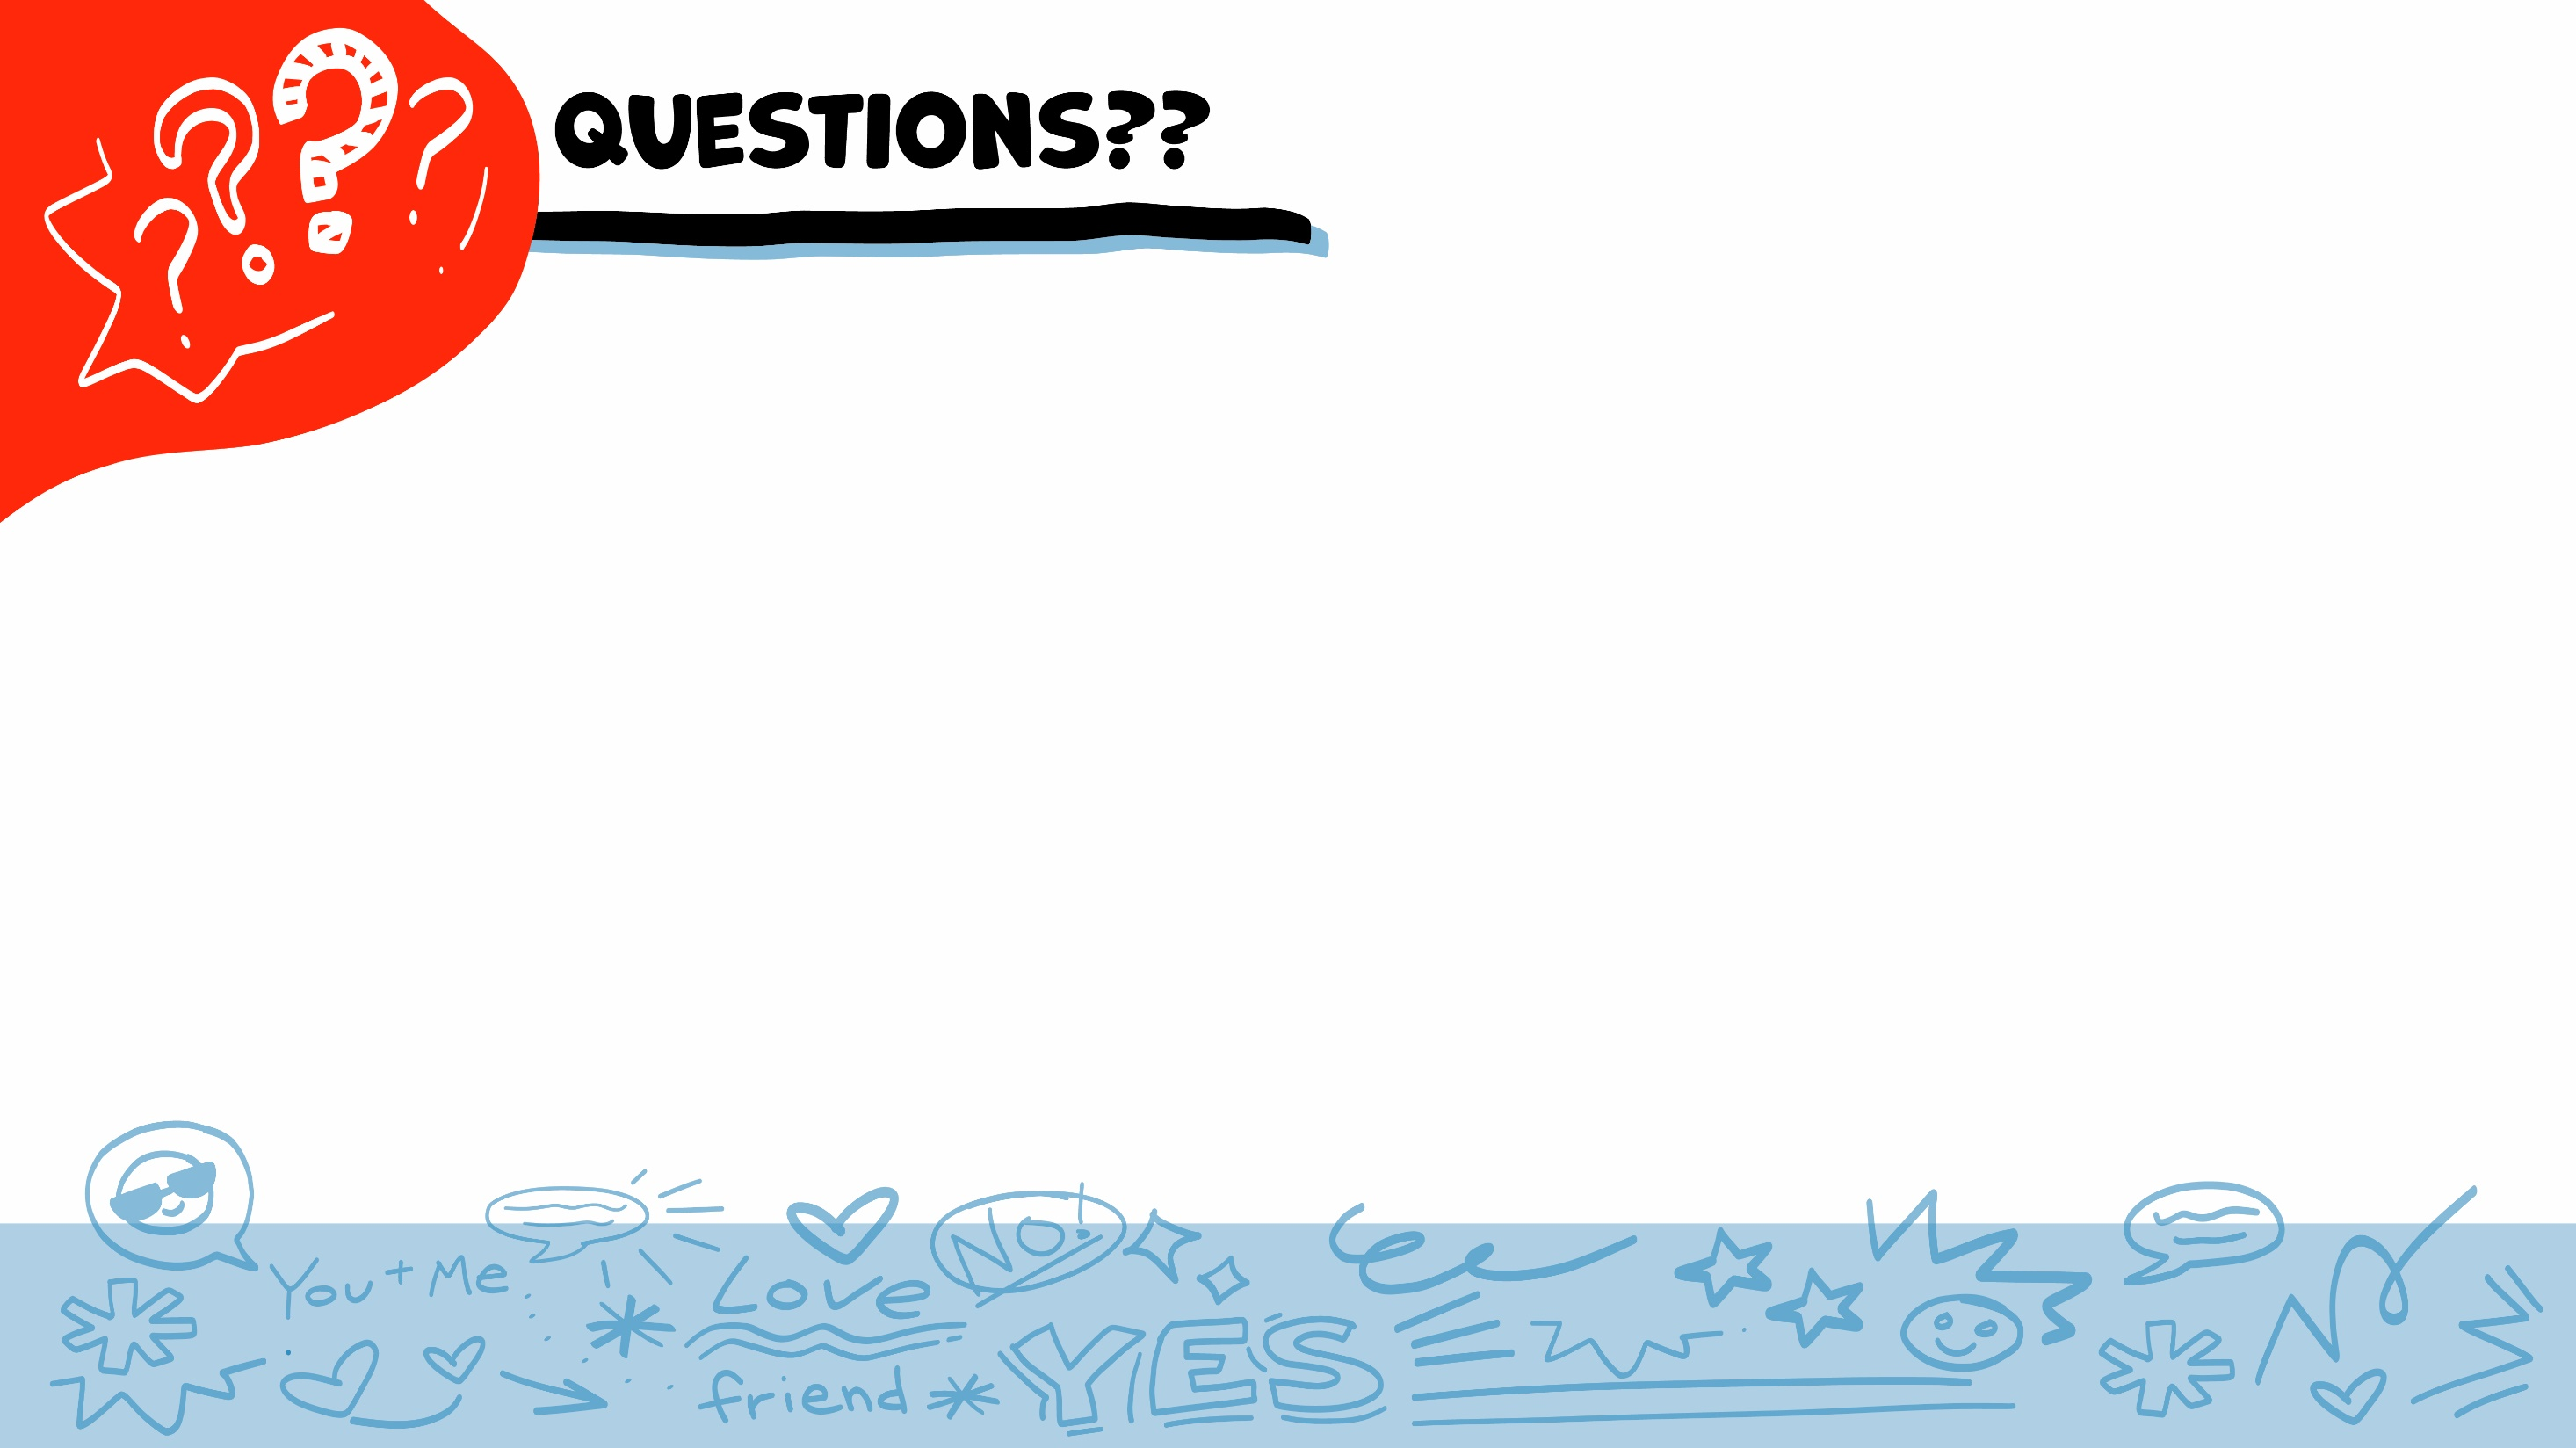 QUESTIONS??
NO!
You + Me
Love
YES
friend